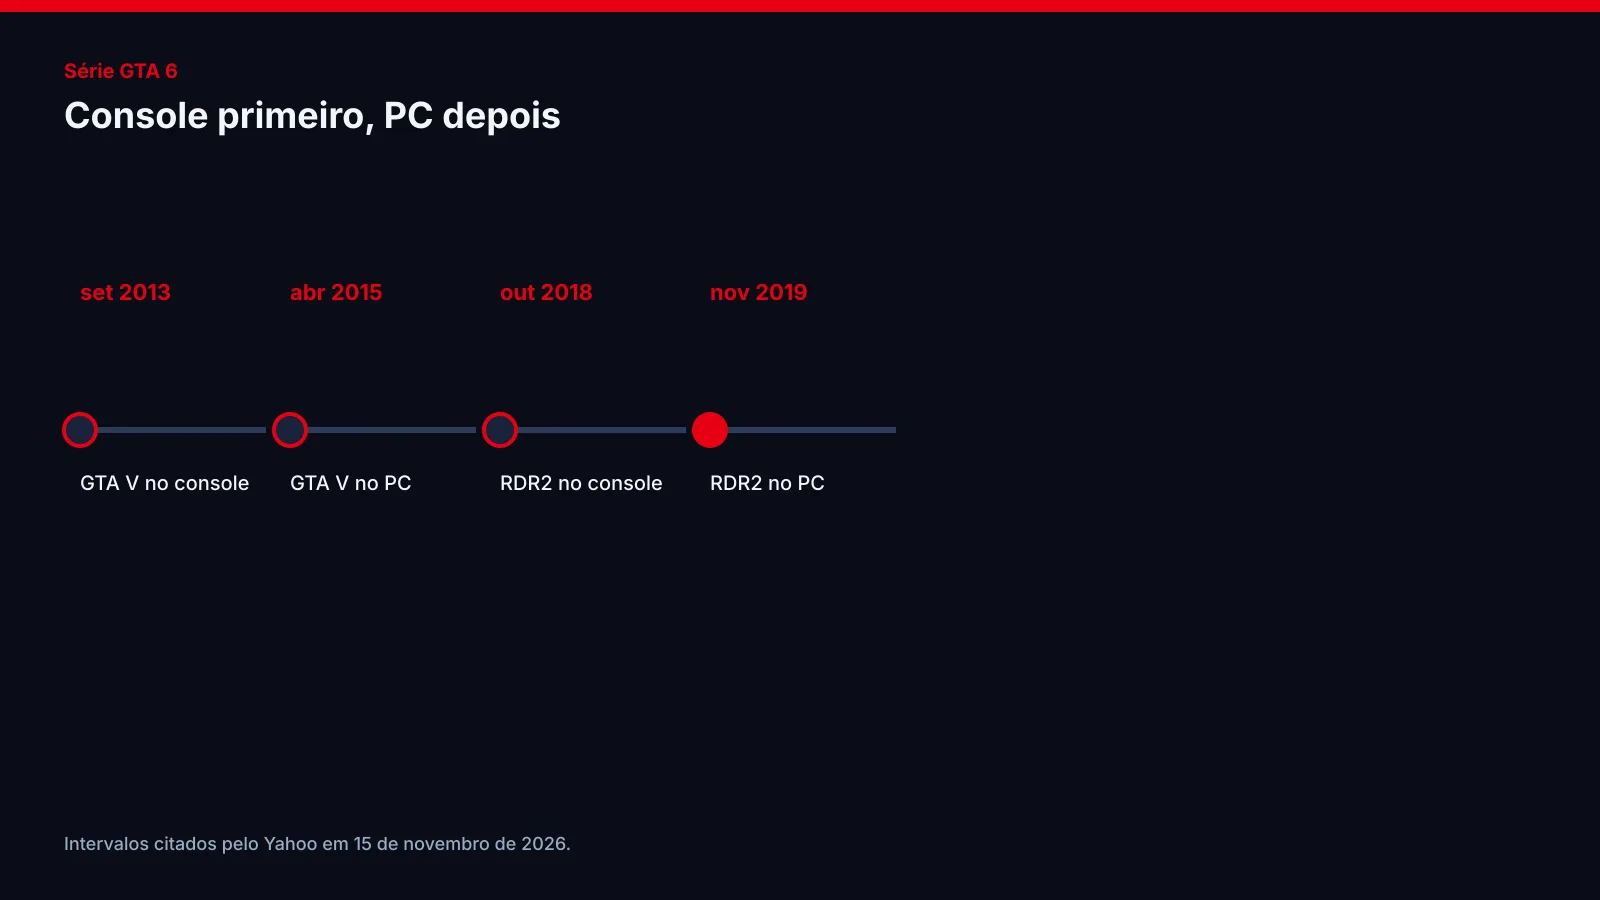 Série GTA 6
Console primeiro, PC depois
set 2013
abr 2015
out 2018
nov 2019
GTA V no console
GTA V no PC
RDR2 no console
RDR2 no PC
Intervalos citados pelo Yahoo em 15 de novembro de 2026.